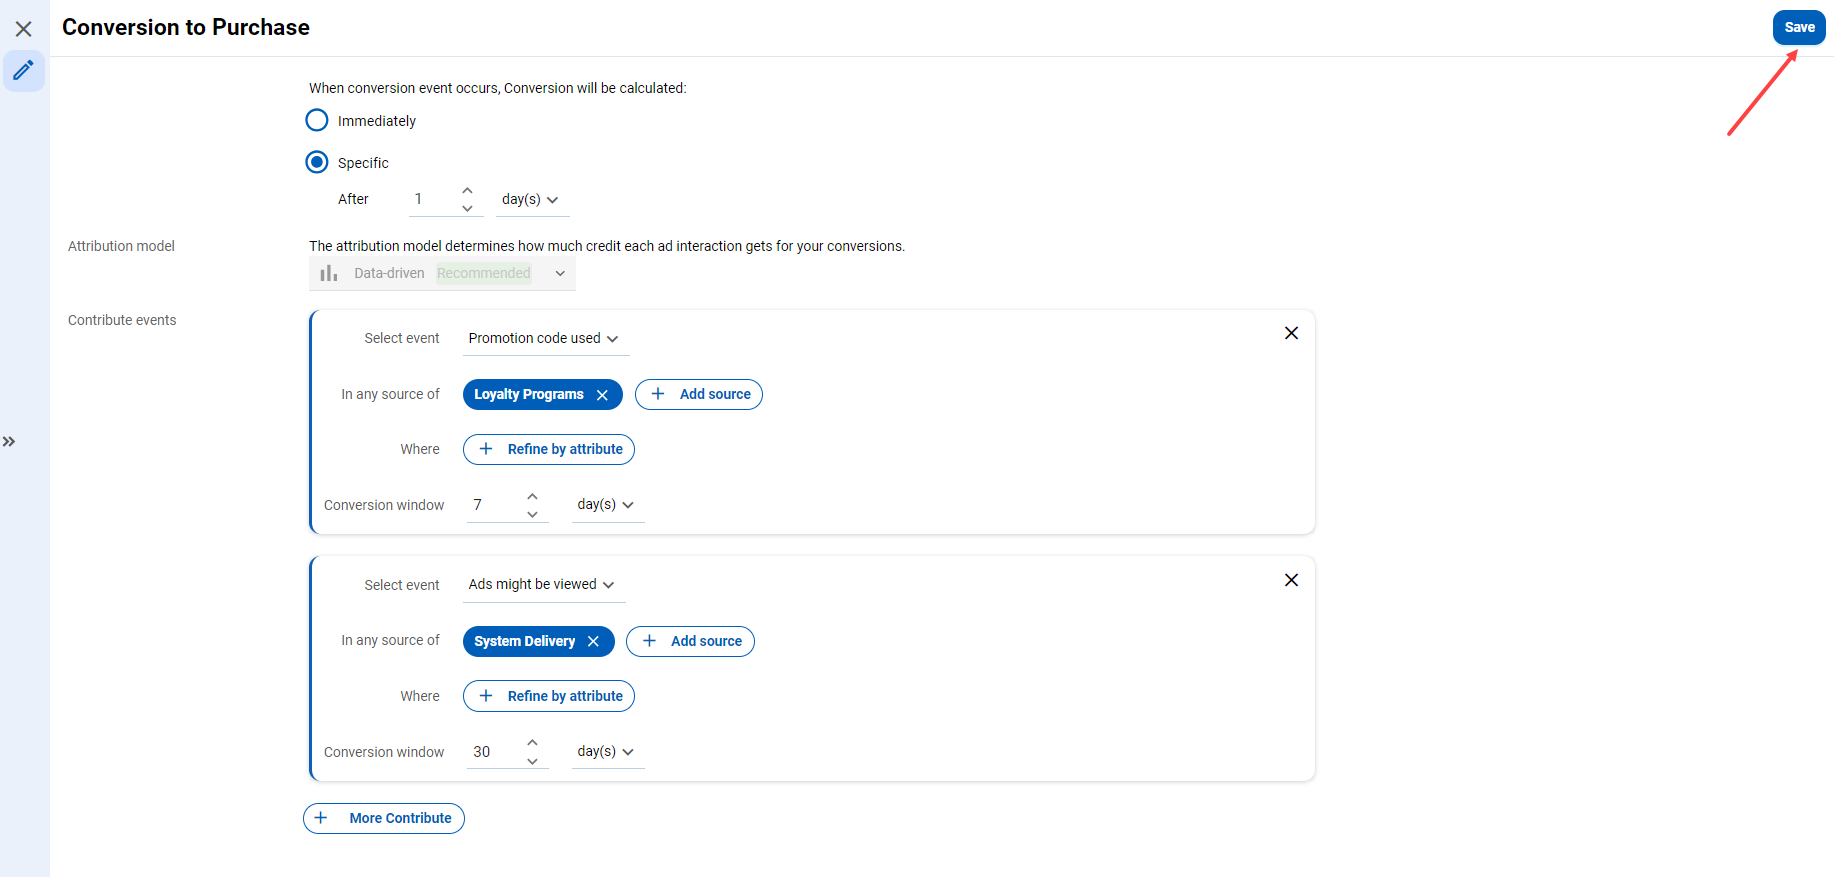 Conversion to Purchase
Save
When conversion event occurs, Conversion will be calculated:
Immediately
Specific
After 1 day(s)
Attribution model The attribution model determines how much credit each ad interaction gets for your conversions.
Data-driven Recommended
Contribute events
Select event Promotion code used
In any source of Loyalty Programs Add source
Where Refine by attribute
Conversion window 7 day(s)
Select event Ads might be viewed
In any source of System Delivery Add source
Where Refine by attribute
Conversion window 30 day(s)
More Contribute